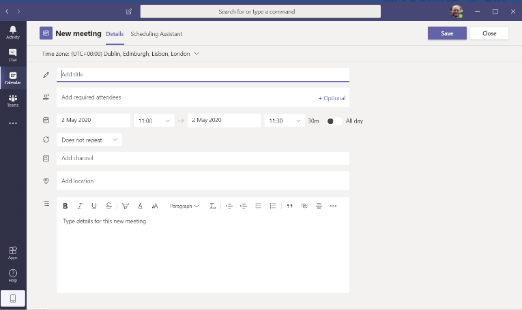 Search for or type a command
Activity
Chat
Calendar
Teams
Apps
Help
New meeting Details Scheduling Assistant Save Close
Time zone: (UTC+00:00) Dublin, Edinburgh, Lisbon, London
Add title
Add required attendees + Optional
2 May 2020 11:00 2 May 2020 11:30 30m All day
Does not repeat
Add channel
Add location
B I U S A AA Paragraph
Type details for this new meeting